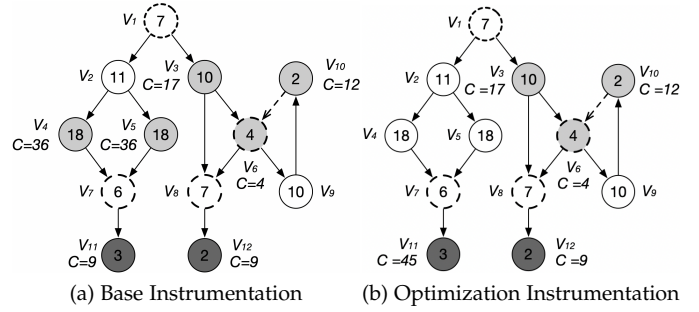 V1 7 V1 7
V2 11 V3 10 C=17 2 V10 C=12 V2 11 V3 10 C=17 2 V10 C=12
V4 18 C=36 V5 18 C=36 4 V6 C=4 V4 18 V5 18 4 V6 C=4
V7 6 V8 7 10 V9 V7 6 V8 7 10 V9
V11 C=9 3 2 V12 C=9 V11 C =45 3 2 V12 C=9
(a) Base Instrumentation (b) Optimization Instrumentation